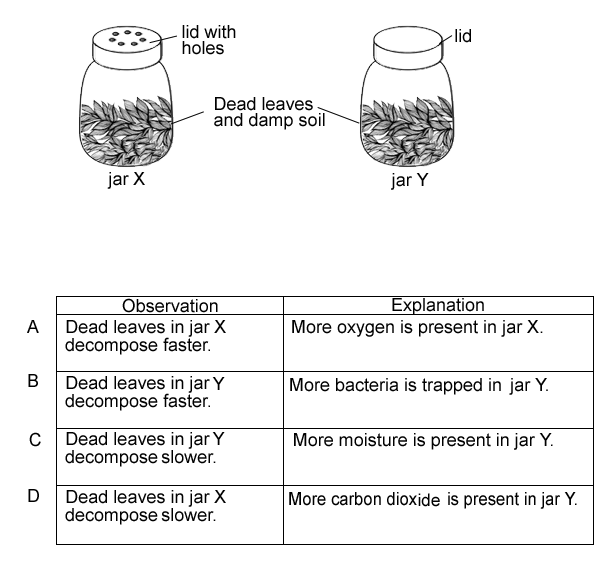 lid with
holes
lid
Dead leaves
and damp soil
jar X
jar Y
Observation Explanation
A Dead leaves in jar X More oxygen is present in jar X.
decompose faster.
B Dead leaves in jar Y More bacteria is trapped in jar Y.
decompose faster.
C Dead leaves in jar Y More moisture is present in jar Y.
decompose slower.
D Dead leaves in jar X More carbon dioxide is present in jar Y.
decompose slower.